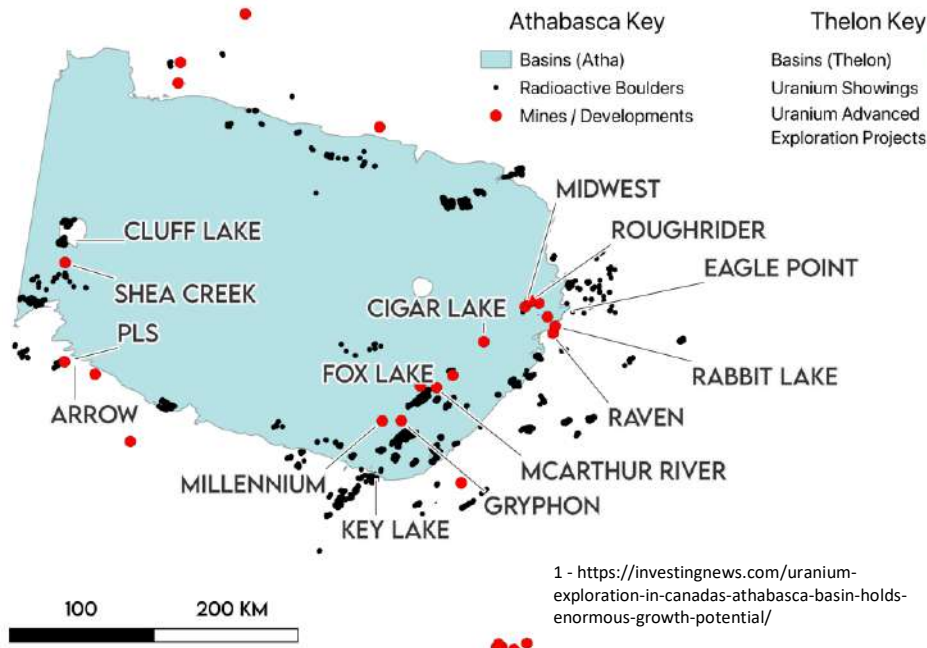 Athabasca Key
Thelon Key
Basins (Atha)
Basins (Thelon)
Radioactive Boulders
Uranium Showings
Mines / Developments
Uranium Advanced
Exploration Projects
MIDWEST
ROUGHRIDER
CLUFF LAKE
EAGLE POINT
SHEA CREEK
CIGAR LAKE
PLS
FOX LAKE
RABBIT LAKE
ARROW
RAVEN
MCARTHUR RIVER
MILLENNIUM
GRYPHON
KEY LAKE
1 - https://investingnews.com/uranium-
exploration-in-canadas-athabasca-basin-holds-
enormous-growth-potential/
100
200 KM